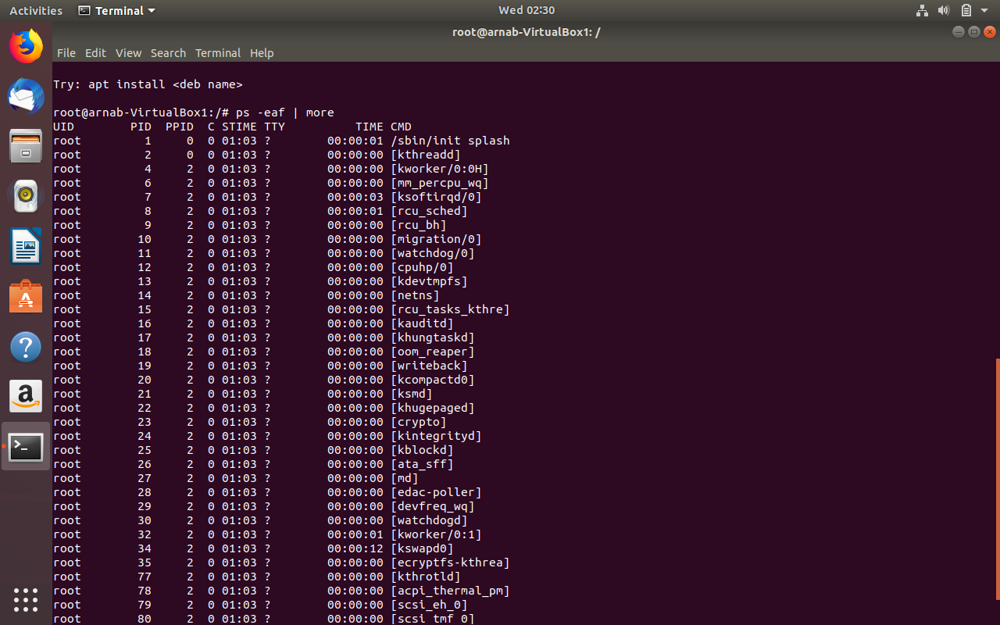 Activities Terminal Wed 02:30
root@arnab-VirtualBox1: /
File Edit View Search Terminal Help
Try: apt install <deb name>
root@arnab-VirtualBox1:/# ps -eaf | more
UID        PID  PPID  C STIME TTY          TIME CMD
root         1     0  0 01:03 ?        00:00:01 /sbin/init splash
root         2     0  0 01:03 ?        00:00:00 [kthreadd]
root         4     2  0 01:03 ?        00:00:00 [kworker/0:0H]
root         6     2  0 01:03 ?        00:00:00 [mm_percpu_wq]
root         7     2  0 01:03 ?        00:00:03 [ksoftirqd/0]
root         8     2  0 01:03 ?        00:00:01 [rcu_sched]
root         9     2  0 01:03 ?        00:00:00 [rcu_bh]
root        10     2  0 01:03 ?        00:00:00 [migration/0]
root        11     2  0 01:03 ?        00:00:00 [watchdog/0]
root        12     2  0 01:03 ?        00:00:00 [cpuhp/0]
root        13     2  0 01:03 ?        00:00:00 [kdevtmpfs]
root        14     2  0 01:03 ?        00:00:00 [netns]
root        15     2  0 01:03 ?        00:00:00 [rcu_tasks_kthre]
root        16     2  0 01:03 ?        00:00:00 [kauditd]
root        17     2  0 01:03 ?        00:00:00 [khungtaskd]
root        18     2  0 01:03 ?        00:00:00 [oom_reaper]
root        19     2  0 01:03 ?        00:00:00 [writeback]
root        20     2  0 01:03 ?        00:00:00 [kcompactd0]
root        21     2  0 01:03 ?        00:00:00 [ksmd]
root        22     2  0 01:03 ?        00:00:00 [khugepaged]
root        23     2  0 01:03 ?        00:00:00 [crypto]
root        24     2  0 01:03 ?        00:00:00 [kintegrityd]
root        25     2  0 01:03 ?        00:00:00 [kblockd]
root        26     2  0 01:03 ?        00:00:00 [ata_sff]
root        27     2  0 01:03 ?        00:00:00 [md]
root        28     2  0 01:03 ?        00:00:00 [edac-poller]
root        29     2  0 01:03 ?        00:00:00 [devfreq_wq]
root        30     2  0 01:03 ?        00:00:00 [watchdogd]
root        32     2  0 01:03 ?        00:00:01 [kworker/0:1]
root        34     2  0 01:03 ?        00:00:12 [kswapd0]
root        35     2  0 01:03 ?        00:00:00 [ecryptfs-kthrea]
root        77     2  0 01:03 ?        00:00:00 [kthrotld]
root        78     2  0 01:03 ?        00:00:00 [acpi_thermal_pm]
root        79     2  0 01:03 ?        00:00:00 [scsi_eh_0]
root        80     2  0 01:03 ?        00:00:00 [scsi_tmf_0]